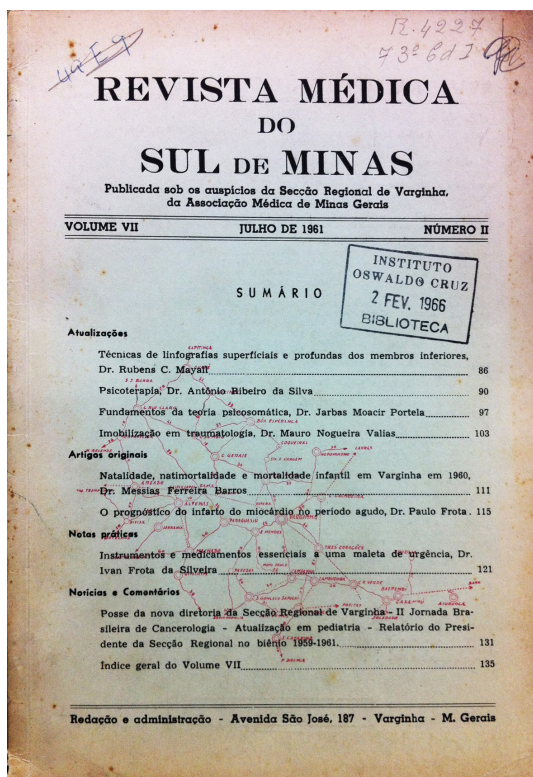 R. 4227
REVISTA MÉDICA
DO
SUL DE MINAS
Publicada sob os auspícios da Secção Regional de Varginha,
da Associação Médica de Minas Gerais
VOLUME VII JULHO DE 1961 NÚMERO II
INSTITUTO
OSWALDO CRUZ
2 FEV. 1966
BIBLIOTECA
SUMÁRIO
Atualizações
Técnicas de linfografias superficiais e profundas dos membros inferiores,
Dr. Rubens C. Mayall 86
Psicoterapia, Dr. Antônio Ribeiro da Silva 90
Fundamentos da teoria psicosomática, Dr. Jarbas Moacir Portela 97
Imobilização em traumatologia, Dr. Mauro Nogueira Valias 103
Artigos originais
Natalidade, natimortalidade e mortalidade infantil em Varginha em 1960,
Dr. Messias Ferreira Barros 111
O prognóstico do infarto do miocárdio no período agudo, Dr. Paulo Frota . 115
Notas práticas
Instrumentos e medicamentos essenciais a uma maleta de urgência, Dr.
Ivan Frota da Silveira 121
Notícias e Comentários
Posse da nova diretoria da Secção Regional de Varginha - II Jornada Bra-
sileira de Cancerologia - Atualização em pediatria - Relatório do Presi-
dente da Secção Regional no biênio 1959-1961. 131
Índice geral do Volume VII 135
Redação e administração - Avenida São José, 187 - Varginha - M. Gerais